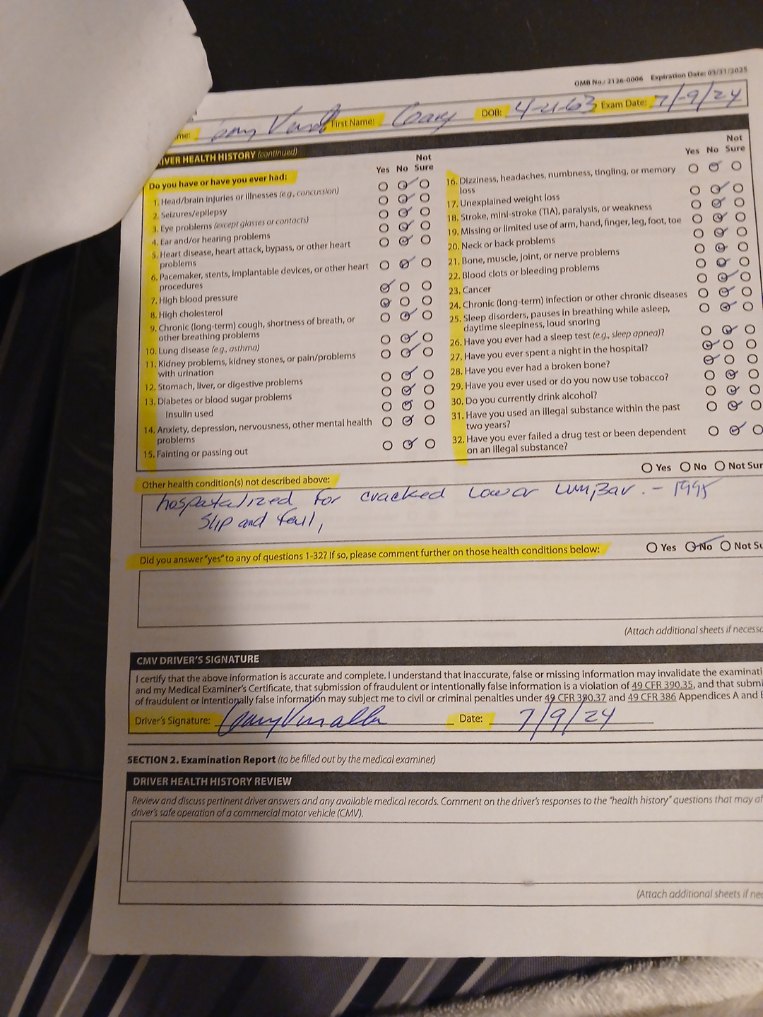 OMB No.: 2126-0006 Expiration Date: 03/31/2025
First Name: Gary DOB: Exam Date: 7/9/24
DRIVER HEALTH HISTORY (continued)
Do you have or have you ever had:
Yes No Not Sure
1. Head/brain injuries or illnesses (e.g., concussion)
2. Seizures/epilepsy
3. Eye problems (except glasses or contacts)
4. Ear and/or hearing problems
5. Heart disease, heart attack, bypass, or other heart
problems
6. Pacemaker, stents, implantable devices, or other heart
procedures
7. High blood pressure
8. High cholesterol
9. Chronic (long-term) cough, shortness of breath, or
other breathing problems
10. Lung disease (e.g., asthma)
11. Kidney problems, kidney stones, or pain/problems
with urination
12. Stomach, liver, or digestive problems
13. Diabetes or blood sugar problems
Insulin used
14. Anxiety, depression, nervousness, other mental health
problems
15. Fainting or passing out
Yes No Not Sure
16. Dizziness, headaches, numbness, tingling, or memory
loss
17. Unexplained weight loss
18. Stroke, mini-stroke (TIA), paralysis, or weakness
19. Missing or limited use of arm, hand, finger, leg, foot, toe
20. Neck or back problems
21. Bone, muscle, joint, or nerve problems
22. Blood clots or bleeding problems
23. Cancer
24. Chronic (long-term) infection or other chronic diseases
25. Sleep disorders, pauses in breathing while asleep,
daytime sleepiness, loud snoring
26. Have you ever had a sleep test (e.g., sleep apnea)?
27. Have you ever spent a night in the hospital?
28. Have you ever had a broken bone?
29. Have you ever used or do you now use tobacco?
30. Do you currently drink alcohol?
31. Have you used an illegal substance within the past
two years?
32. Have you ever failed a drug test or been dependent
on an illegal substance?
Other health condition(s) not described above: Yes No Not Sur
hospatalized for cracked Lowar Lumbar. - 1995
Slip and fall,
Did you answer "yes" to any of questions 1-32? If so, please comment further on those health conditions below: Yes No Not Su
(Attach additional sheets if necessa
CMV DRIVER'S SIGNATURE
I certify that the above information is accurate and complete. I understand that inaccurate, false or missing information may invalidate the examinati
and my Medical Examiner's Certificate, that submission of fraudulent or intentionally false information is a violation of 49 CFR 390.35, and that submi
of fraudulent or intentionally false information may subject me to civil or criminal penalties under 49 CFR 390.37 and 49 CFR 386 Appendices A and
Driver's Signature: Date: 7/9/24
SECTION 2. Examination Report (to be filled out by the medical examiner)
DRIVER HEALTH HISTORY REVIEW
Review and discuss pertinent driver answers and any available medical records. Comment on the driver's responses to the "health history" questions that may af
driver's safe operation of a commercial motor vehicle (CMV).
(Attach additional sheets if ne